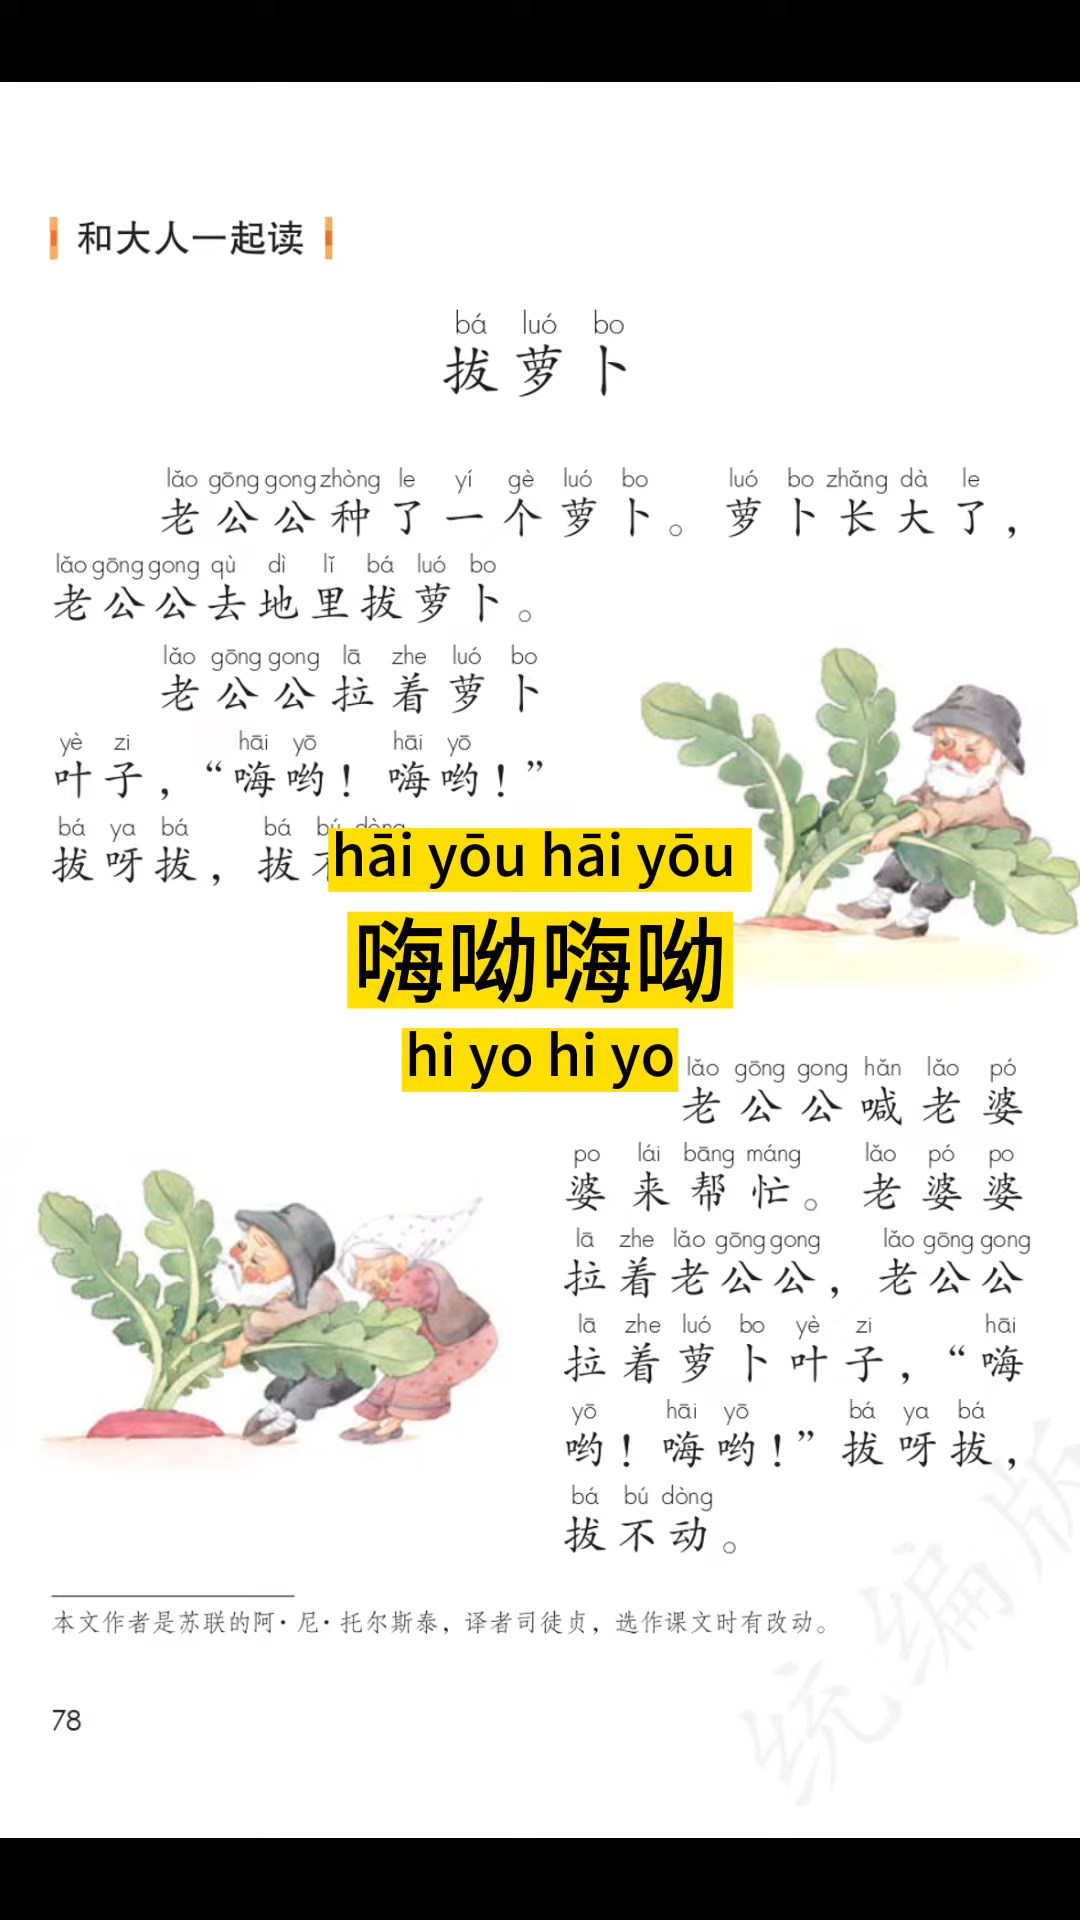 和大人一起读
bá luó bo
拔萝卜
lǎo gōng gong zhòng le yí gè luó bo luó bo zhǎng dà le
老公公种了一个萝卜。萝卜长大了，
lǎo gōng gong qù dì lǐ bá luó bo
老公公去地里拔萝卜。
lǎo gōng gong lā zhe luó bo
老公公拉着萝卜
yè zi hāi yō hāi yō
叶子，“嗨哟！嗨哟！”
bá ya bá bá bú dòng
拔呀拔，拔不
hāi yōu hāi yōu
嗨呦嗨呦
hi yo hi yo
lǎo gōng gong hǎn lǎo pó
老公公喊老婆
po lái bāng máng lǎo pó po
婆来帮忙。老婆婆
lā zhe lǎo gōng gong lǎo gōng gong
拉着老公公，老公公
lā zhe luó bo yè zi hāi
拉着萝卜叶子，“嗨
yō hāi yō bá ya bá
哟！嗨哟！”拔呀拔，
bá bú dòng
拔不动。
本文作者是苏联的阿·尼·托尔斯泰，译者司徒贞，选作课文时有改动。
78
统编版